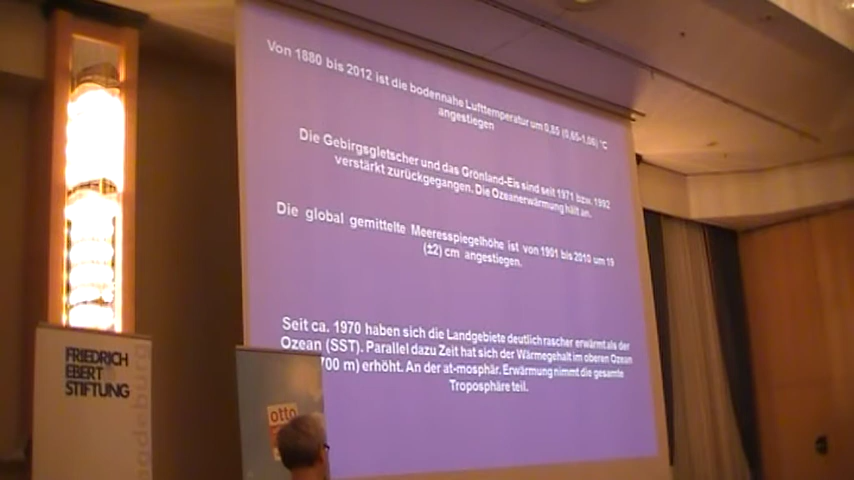 Von 1880 bis 2012 ist die bodennahe Lufttemperatur um 0,85 (0,65-1,06) °C
angestiegen
Die Gebirgsgletscher und das Grönland-Eis sind seit 1971 bzw. 1992
verstärkt zurückgegangen. Die Ozeanerwärmung hält an.
Die global gemittelte Meeresspiegelhöhe ist von 1901 bis 2010 um 19
(±2) cm angestiegen.
Seit ca. 1970 haben sich die Landgebiete deutlich rascher erwärmt als der
Ozean (SST). Parallel dazu Zeit hat sich der Wärmegehalt im oberen Ozean
700 m) erhöht. An der at-mosphär. Erwärmung nimmt die gesamte
Troposphäre teil.
FRIEDRICH
EBERT
STIFTUNG
otto